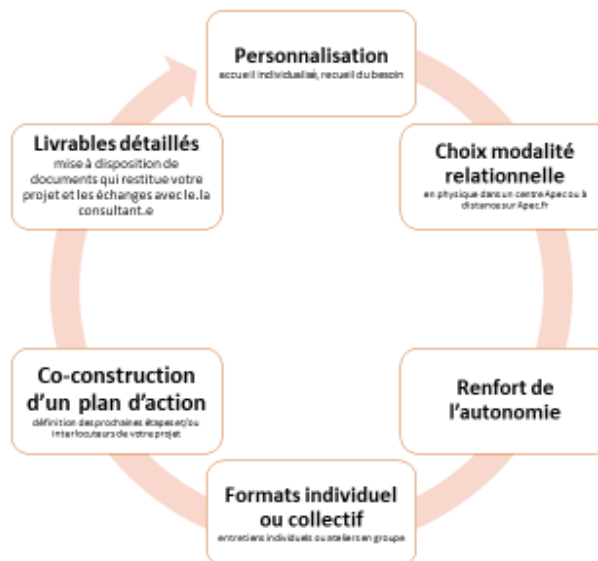 Personnalisation
accueil individualisé, recueil du besoin
Choix modalité
relationnelle
en physique dans un centre Apec ou à
distance sur Apec.fr
Renfort de
l'autonomie
Formats individuel
ou collectif
entretiens individuels ou ateliers en groupe
Co-construction
d'un plan d'action
définition des prochaines étapes et/ou
interlocuteurs de votre projet
Livrables détaillés
mise à disposition de
documents qui restitue votre
projet et les échanges avec le.la
consultant.e